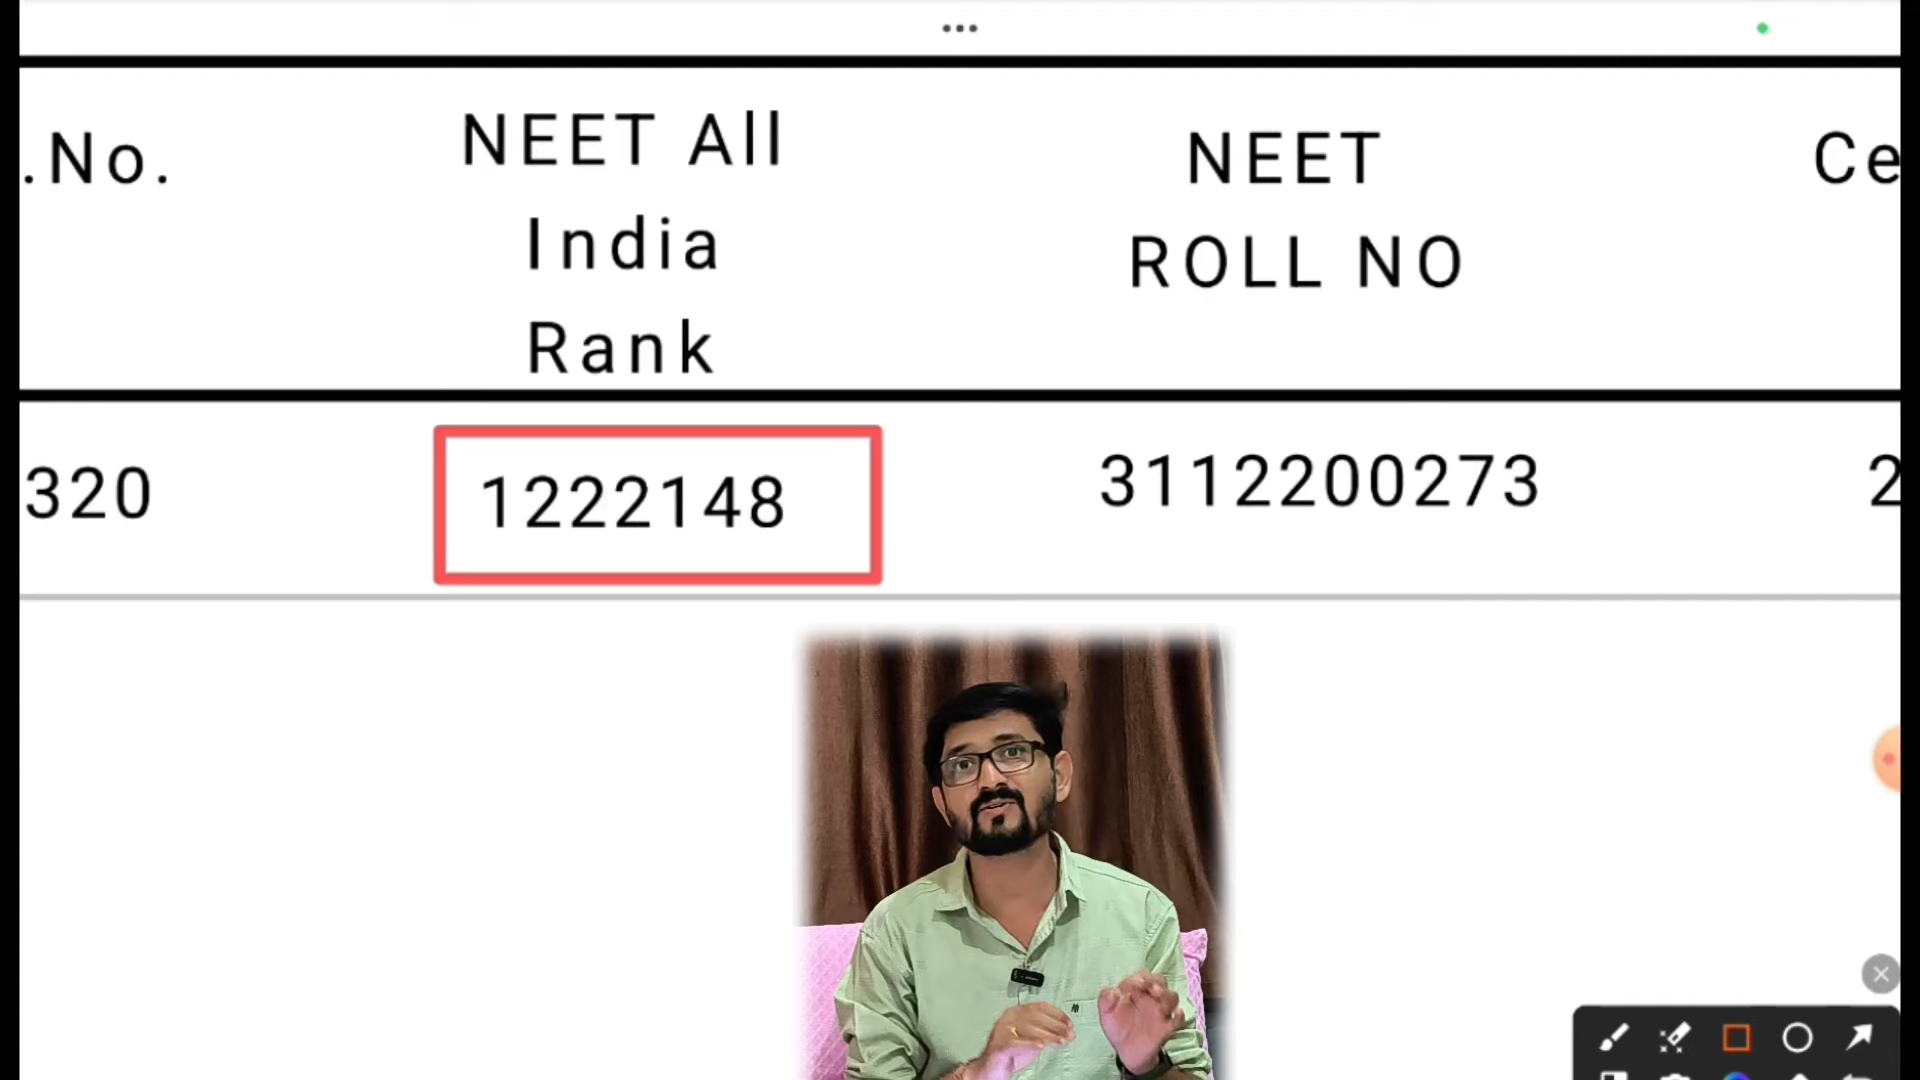 .No.
NEET All
India
Rank
NEET
ROLL NO
Ce
320
1222148
3112200273
2